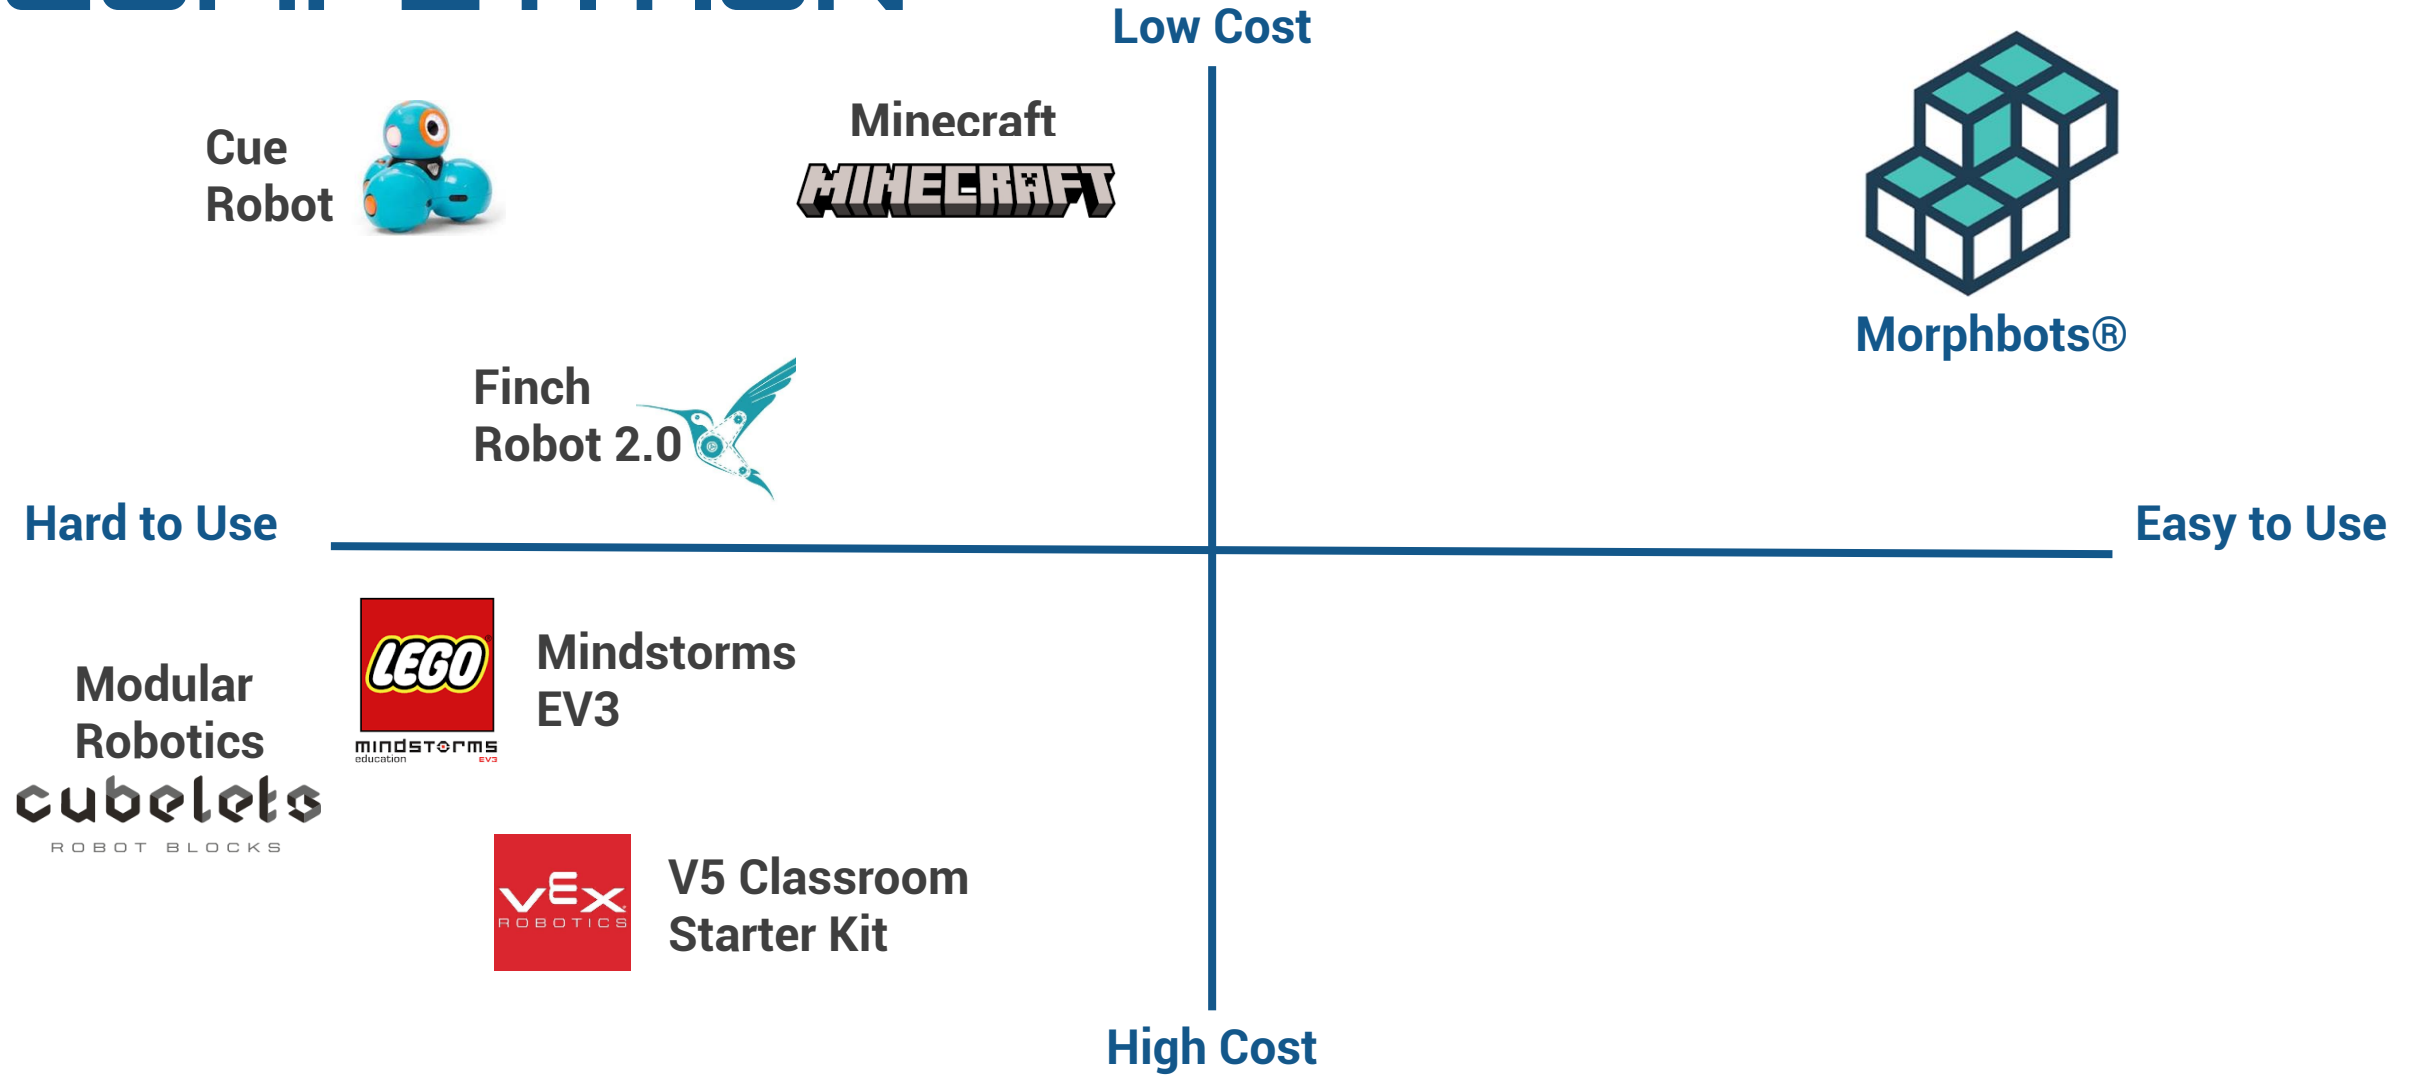 COMPETITION
Low Cost
Cue
Robot
Minecraft
MINECRAFT
Morphbots®
Finch
Robot 2.0
Hard to Use
Easy to Use
LEGO®
mindstorms
education EV3
Mindstorms
EV3
Modular
Robotics
cubelets
ROBOT BLOCKS
VEX
ROBOTICS
V5 Classroom
Starter Kit
High Cost